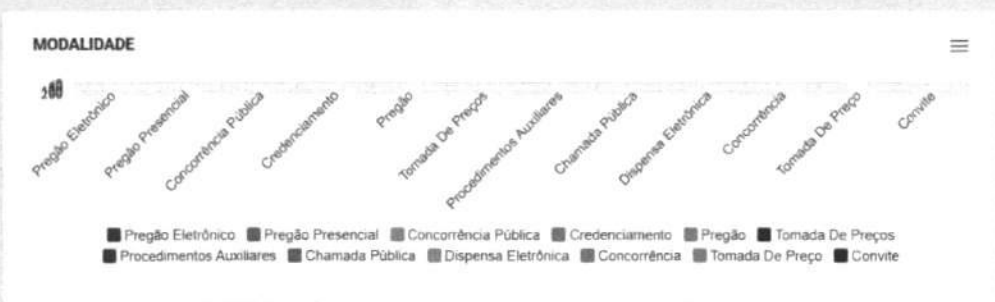 MODALIDADE
Pregão Eletrônico
Pregão Presencial
Concorrência Pública
Credenciamento
Pregão
Tomada De Preços
Procedimentos Auxiliares
Chamada Pública
Dispensa Eletrônica
Concorrência
Tomada De Preço
Convite
Pregão Eletrônico Pregão Presencial Concorrência Pública Credenciamento Pregão Tomada De Preços
Procedimentos Auxiliares Chamada Pública Dispensa Eletrônica Concorrência Tomada De Preço Convite